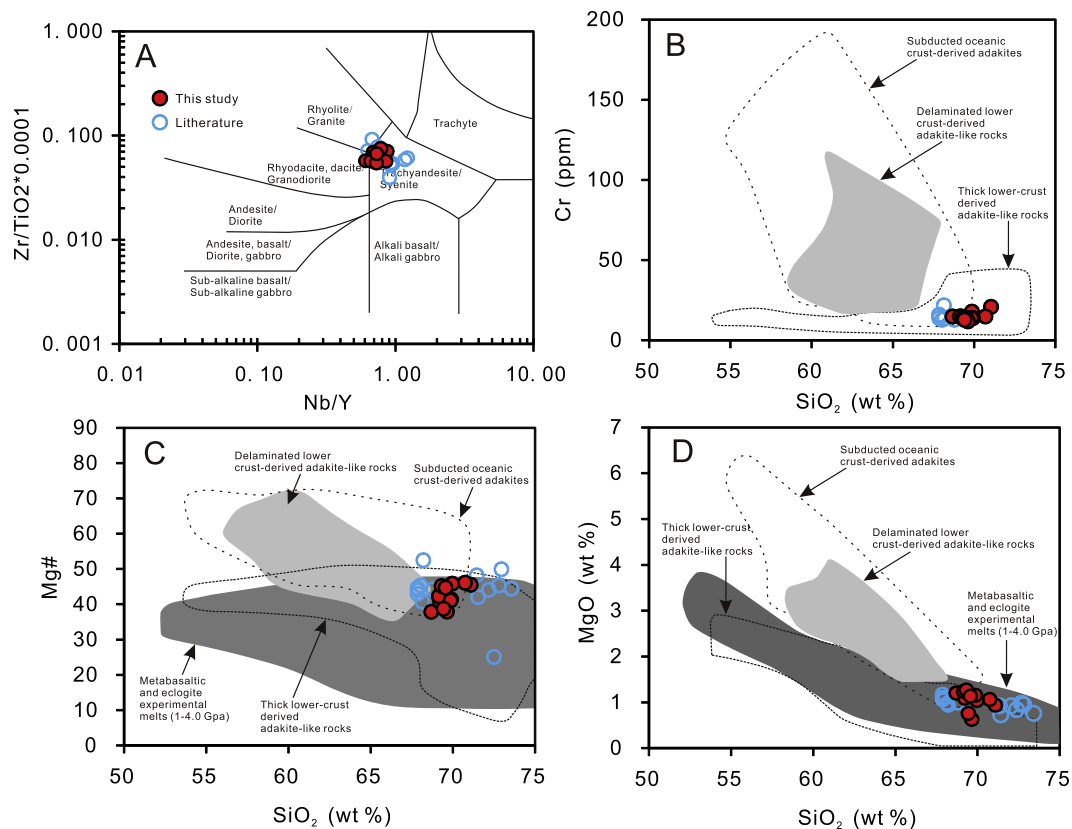 A
Zr/TiO2*0.0001
1.000
0.100
0.010
0.001
This study
Litherature
Rhyolite/
Granite
Trachyte
Rhyodacite, dacite/
Granodiorite
Trachyandesite/
Syenite
Andesite/
Diorite
Andesite, basalt/
Diorite, gabbro
Alkali basalt/
Alkali gabbro
Sub-alkaline basalt/
Sub-alkaline gabbro
0.01
0.10
1.00
10.00
Nb/Y
B
Cr (ppm)
200
150
100
50
0
Subducted oceanic
crust-derived adakites
Delaminated lower
crust-derived
adakite-like rocks
Thick lower-crust
derived
adakite-like rocks
50
55
60
65
70
75
SiO2 (wt %)
C
Mg#
90
80
70
60
50
40
30
20
10
0
Delaminated lower
crust-derived adakite-like rocks
Subducted oceanic
crust-derived adakites
Metabasaltic
and eclogite
experimental
melts (1-4.0 Gpa)
Thick lower-crust
derived
adakite-like rocks
50
55
60
65
70
75
SiO2 (wt %)
D
MgO (wt %)
7
6
5
4
3
2
1
0
Subducted oceanic
crust-derived adakites
Thick lower-crust
derived
adakite-like rocks
Delaminated lower
crust-derived adakite-like rocks
Metabasaltic
and eclogite
experimental
melts (1-4.0 Gpa)
50
55
60
65
70
75
SiO2 (wt %)